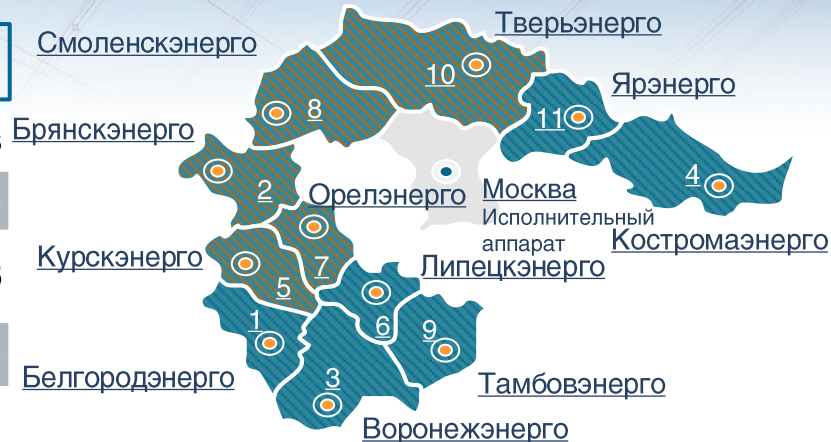 Тверьэнерго
Смоленскэнерго
10
Ярэнерго
8
11
Брянскэнерго
4
2
Орелэнерго
Москва
Исполнительный
аппарат
Костромаэнерго
Курскэнерго
7
Липецкэнерго
5
1
6
9
Белгородэнерго
3
Тамбовэнерго
Воронежэнерго